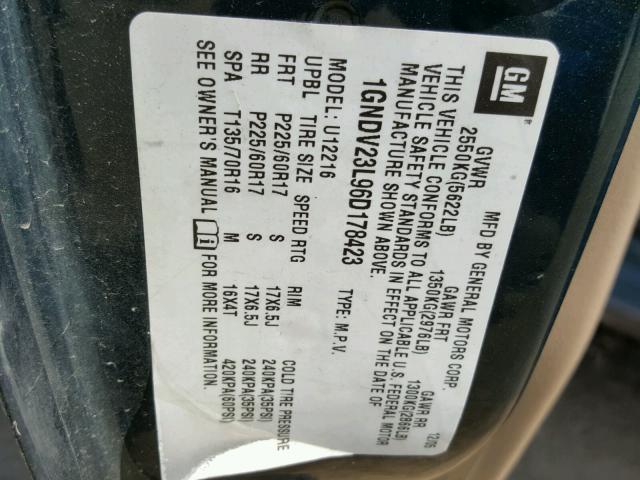 GM
MFD BY GENERAL MOTORS CORP 12/05
GVWR GAWR FRT GAWR RR
2550KG(5622LB) 1350KG(2976LB) 1300KG(2866LB)
THIS VEHICLE CONFORMS TO ALL APPLICABLE U.S. FEDERAL MOTOR
VEHICLE SAFETY STANDARDS IN EFFECT ON THE DATE OF
MANUFACTURE SHOWN ABOVE.
1GNDV23L96D178423 TYPE: M.P.V.
MODEL: U12216
UPBL TIRE SIZE SPEED RTG RIM COLD TIRE PRESSURE
FRT P225/60R17 S 17X6.5J 240KPA(35PSI)
RR P225/60R17 S 17X6.5J 240KPA(35PSI)
SPA T135/70R16 M 16X4T 420KPA(60PSI)
SEE OWNER'S MANUAL FOR MORE INFORMATION.